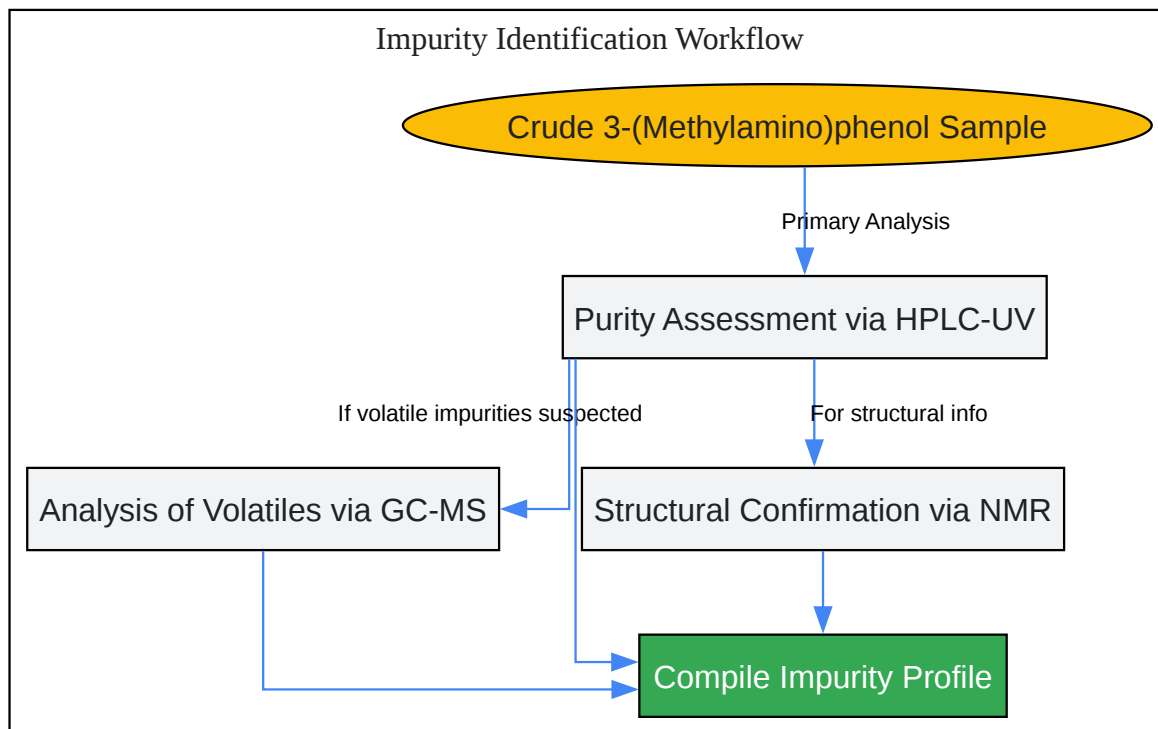 Impurity Identification Workflow
Crude 3-(Methylamino)phenol Sample
Primary Analysis
Purity Assessment via HPLC-UV
If volatile impurities suspected
For structural info
Analysis of Volatiles via GC-MS
Structural Confirmation via NMR
Compile Impurity Profile